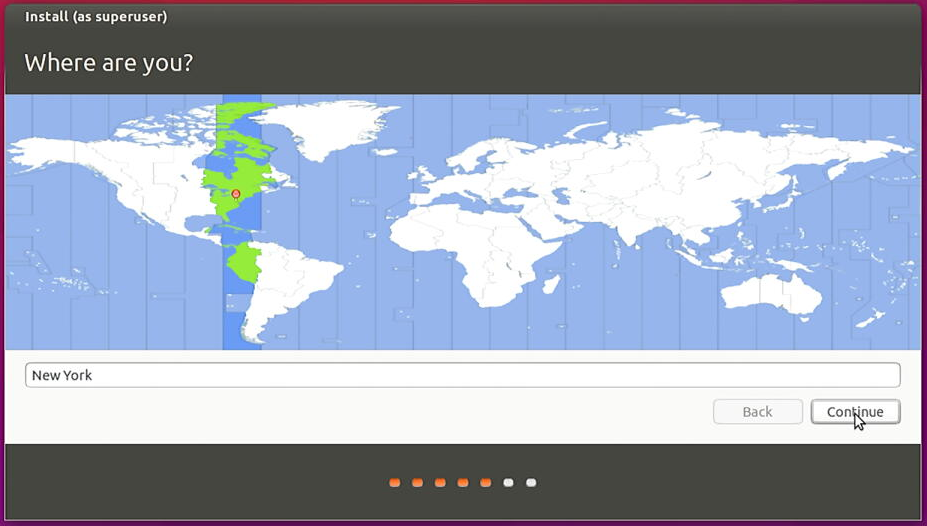 Install (as superuser)
Where are you?
New York
Back
Continue